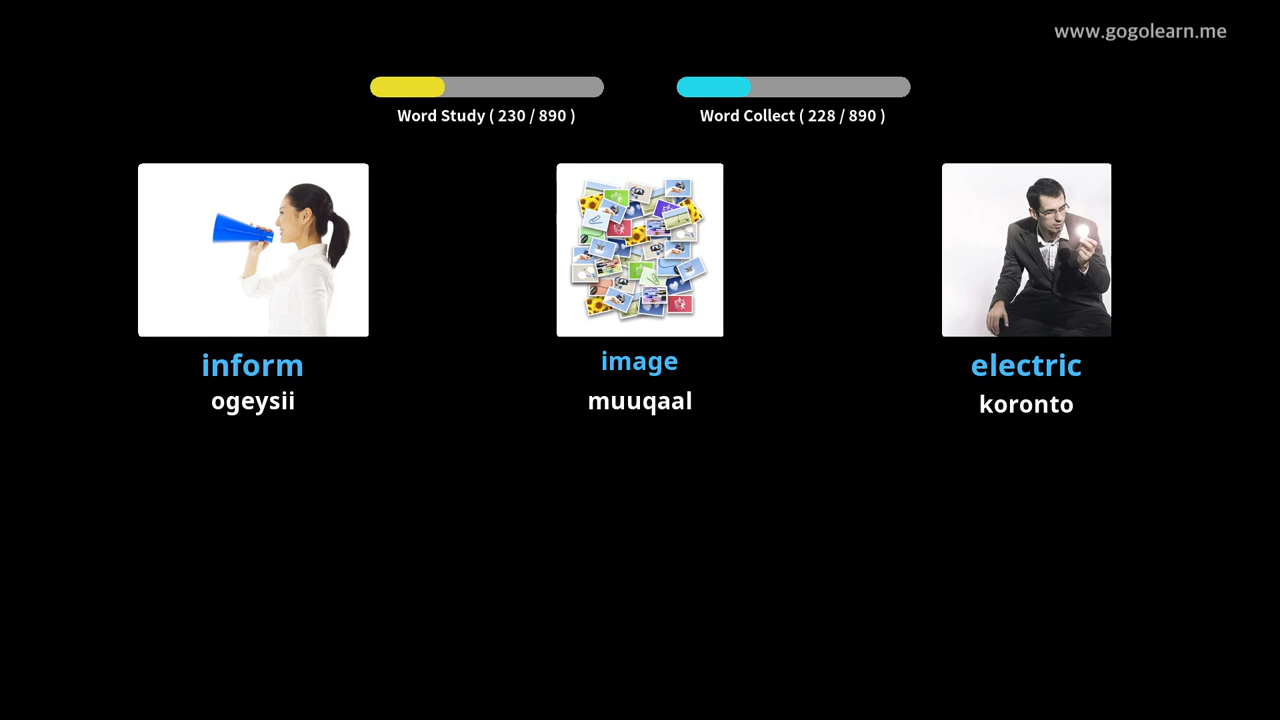 www.gogolearn.me
Word Study ( 230 / 890 )
Word Collect ( 228 / 890 )
inform
ogeysii
image
muuqaal
electric
koronto